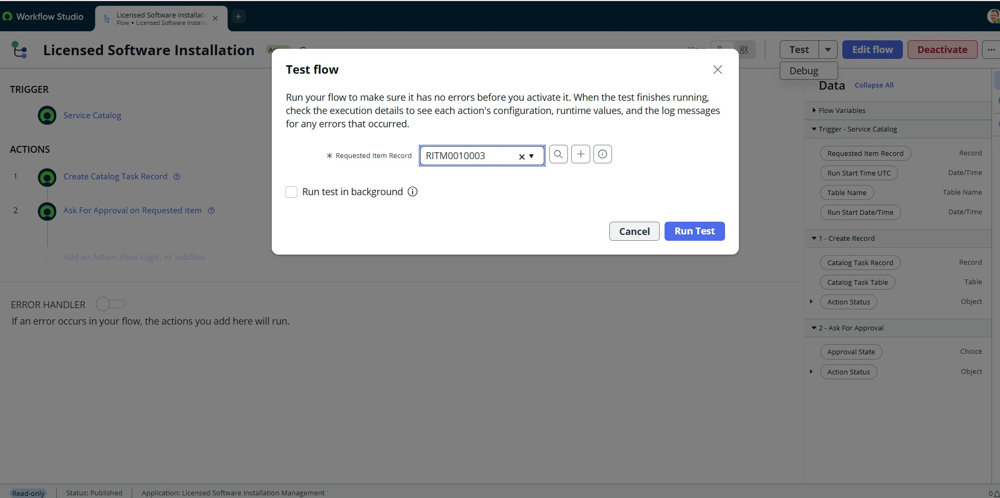 Workflow Studio
Licensed Software Installati
Flow • Licensed Software Installa
Licensed Software Installation
Test
Edit flow
Deactivate
Debug
TRIGGER
Service Catalog
ACTIONS
1
Create Catalog Task Record
2
Ask For Approval on Requested Item
Add an Action, Flow Logic, or Subflow
ERROR HANDLER
If an error occurs in your flow, the actions you add here will run.
Test flow
Run your flow to make sure it has no errors before you activate it. When the test finishes running,
check the execution details to see each action's configuration, runtime values, and the log messages
for any errors that occurred.
Requested Item Record
RITM0010003
Run test in background
Cancel
Run Test
Data
Collapse All
Flow Variables
Trigger - Service Catalog
Requested Item Record Record
Run Start Time UTC Date/Time
Table Name Table Name
Run Start Date/Time Date/Time
1 - Create Record
Catalog Task Record Record
Catalog Task Table Table
Action Status Object
2 - Ask For Approval
Approval State Choice
Action Status Object
Read-only
Status: Published
Application: Licensed Software Installation Management
0